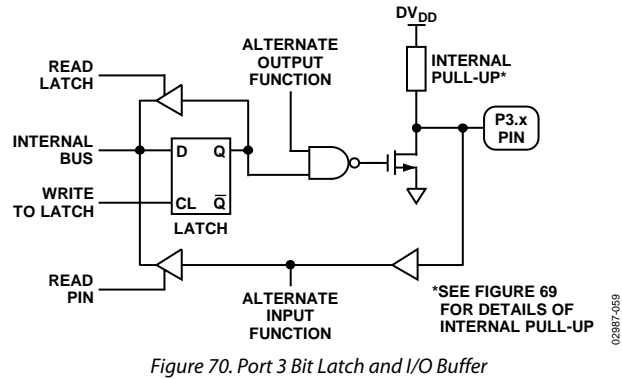 DVDD
ALTERNATE
OUTPUT
FUNCTION
INTERNAL
PULL-UP*
READ
LATCH
P3.x
PIN
INTERNAL
BUS
D Q
WRITE
TO LATCH
CL Q̅
LATCH
READ
PIN
ALTERNATE
INPUT
FUNCTION
*SEE FIGURE 69
FOR DETAILS OF
INTERNAL PULL-UP
02987-059
Figure 70. Port 3 Bit Latch and I/O Buffer